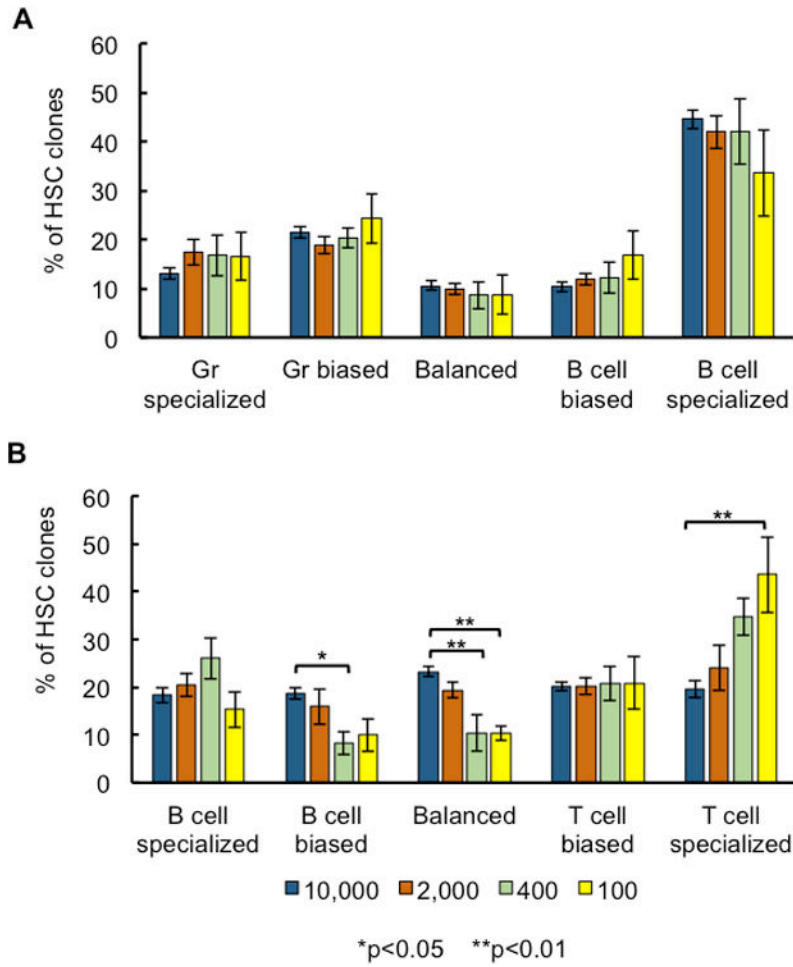 A
60
50
40
30
20
10
0
% of HSC clones
Gr specialized
Gr biased
Balanced
B cell biased
B cell specialized
B
60
50
40
30
20
10
0
% of HSC clones
*
**
**
**
B cell specialized
B cell biased
Balanced
T cell biased
T cell specialized
10,000 2,000 400 100
*p<0.05 **p<0.01